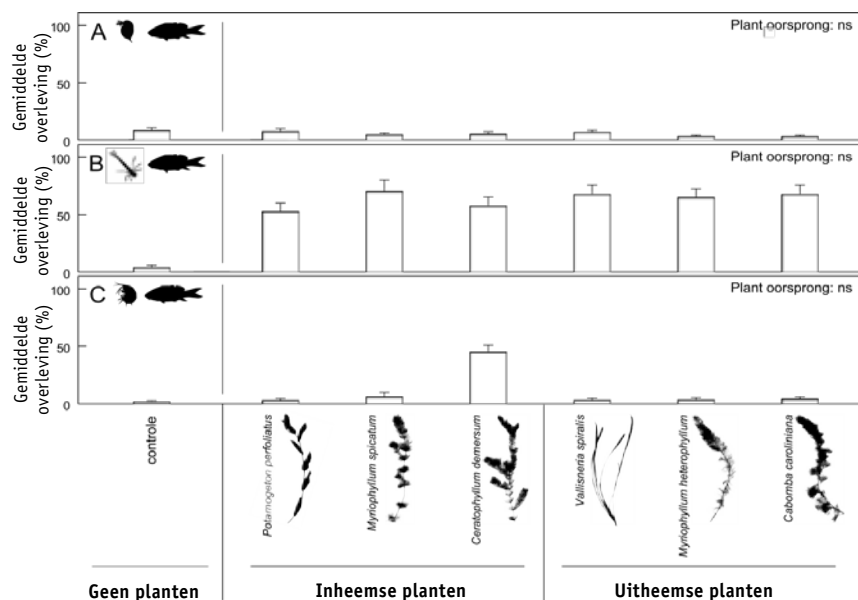 A
Plant oorsprong: ns
Gemiddelde
overleving (%)
100
50
0
B
Plant oorsprong: ns
Gemiddelde
overleving (%)
100
50
0
C
Plant oorsprong: ns
Gemiddelde
overleving (%)
100
50
0
controle
Potamogeton perfoliatus
Myriophyllum spicatum
Ceratophyllum demersum
Vallisneria spiralis
Myriophyllum heterophyllum
Cabomba caroliniana
Geen planten
Inheemse planten
Uitheemse planten